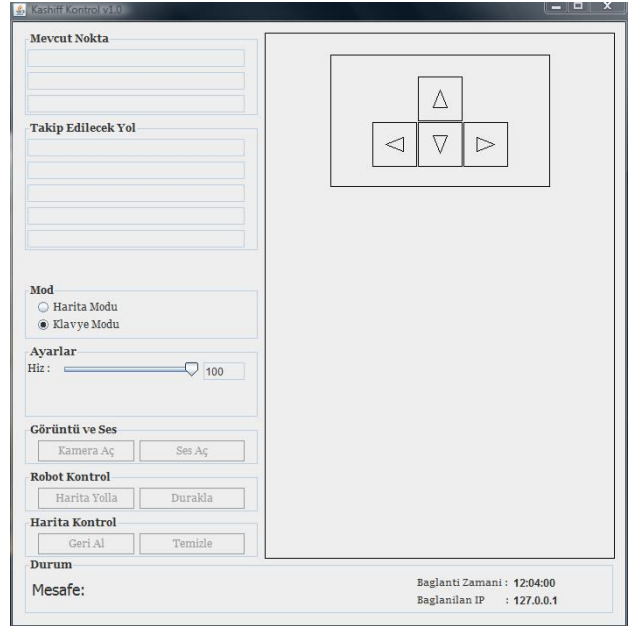 Kashiff Kontrol v1.0
Mevcut Nokta
Takip Edilecek Yol
Mod
Harita Modu
Klavye Modu
Ayarlar
Hiz : 100
Görüntü ve Ses
Kamera Aç Ses Aç
Robot Kontrol
Harita Yolla Durakla
Harita Kontrol
Geri Al Temizle
Durum
Mesafe:
Baglanti Zamani : 12:04:00
Baglanilan IP : 127.0.0.1